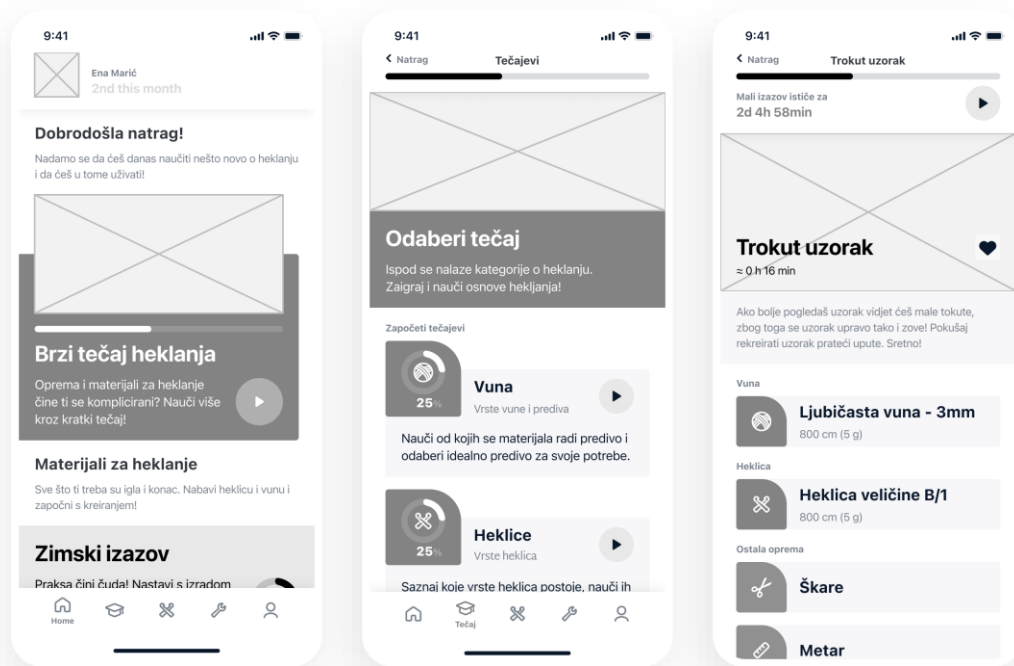 9:41
Ena Marić
2nd this month
Dobrodošla natrag!
Nadamo se da ćeš danas naučiti nešto novo o heklanju
i da ćeš u tome uživati!
Brzi tečaj heklanja
Oprema i materijali za heklanje
čine ti se komplicirani? Nauči više
kroz kratki tečaj!
Materijali za heklanje
Sve što ti treba su igla i konac. Nabavi heklicu i vunu i
započni s kreiranjem!
Zimski izazov
Praksa čini čuda! Nastavi s izradom
Home
9:41
Natrag
Tečajevi
Odaberi tečaj
Ispod se nalaze kategorije o heklanju.
Zaigraj i nauči osnove hekljanja!
Započeti tečajevi
25%
Vuna
Vrste vune i prediva
Nauči od kojih se materijala radi predivo i
odaberi idealno predivo za svoje potrebe.
25%
Heklice
Vrste heklica
Saznaj koje vrste heklica postoje, nauči ih
Tečaj
9:41
Natrag
Trokut uzorak
Mali izazov ističe za
2d 4h 58min
Trokut uzorak
≈ 0 h 16 min
Ako bolje pogledaš uzorak vidjet ćeš male tokute,
zbog toga se uzorak upravo tako i zove! Pokušaj
rekreirati uzorak prateći upute. Sretno!
Vuna
Ljubičasta vuna - 3mm
800 cm (5 g)
Heklica
Heklica veličine B/1
800 cm (5 g)
Ostala oprema
Škare
Metar